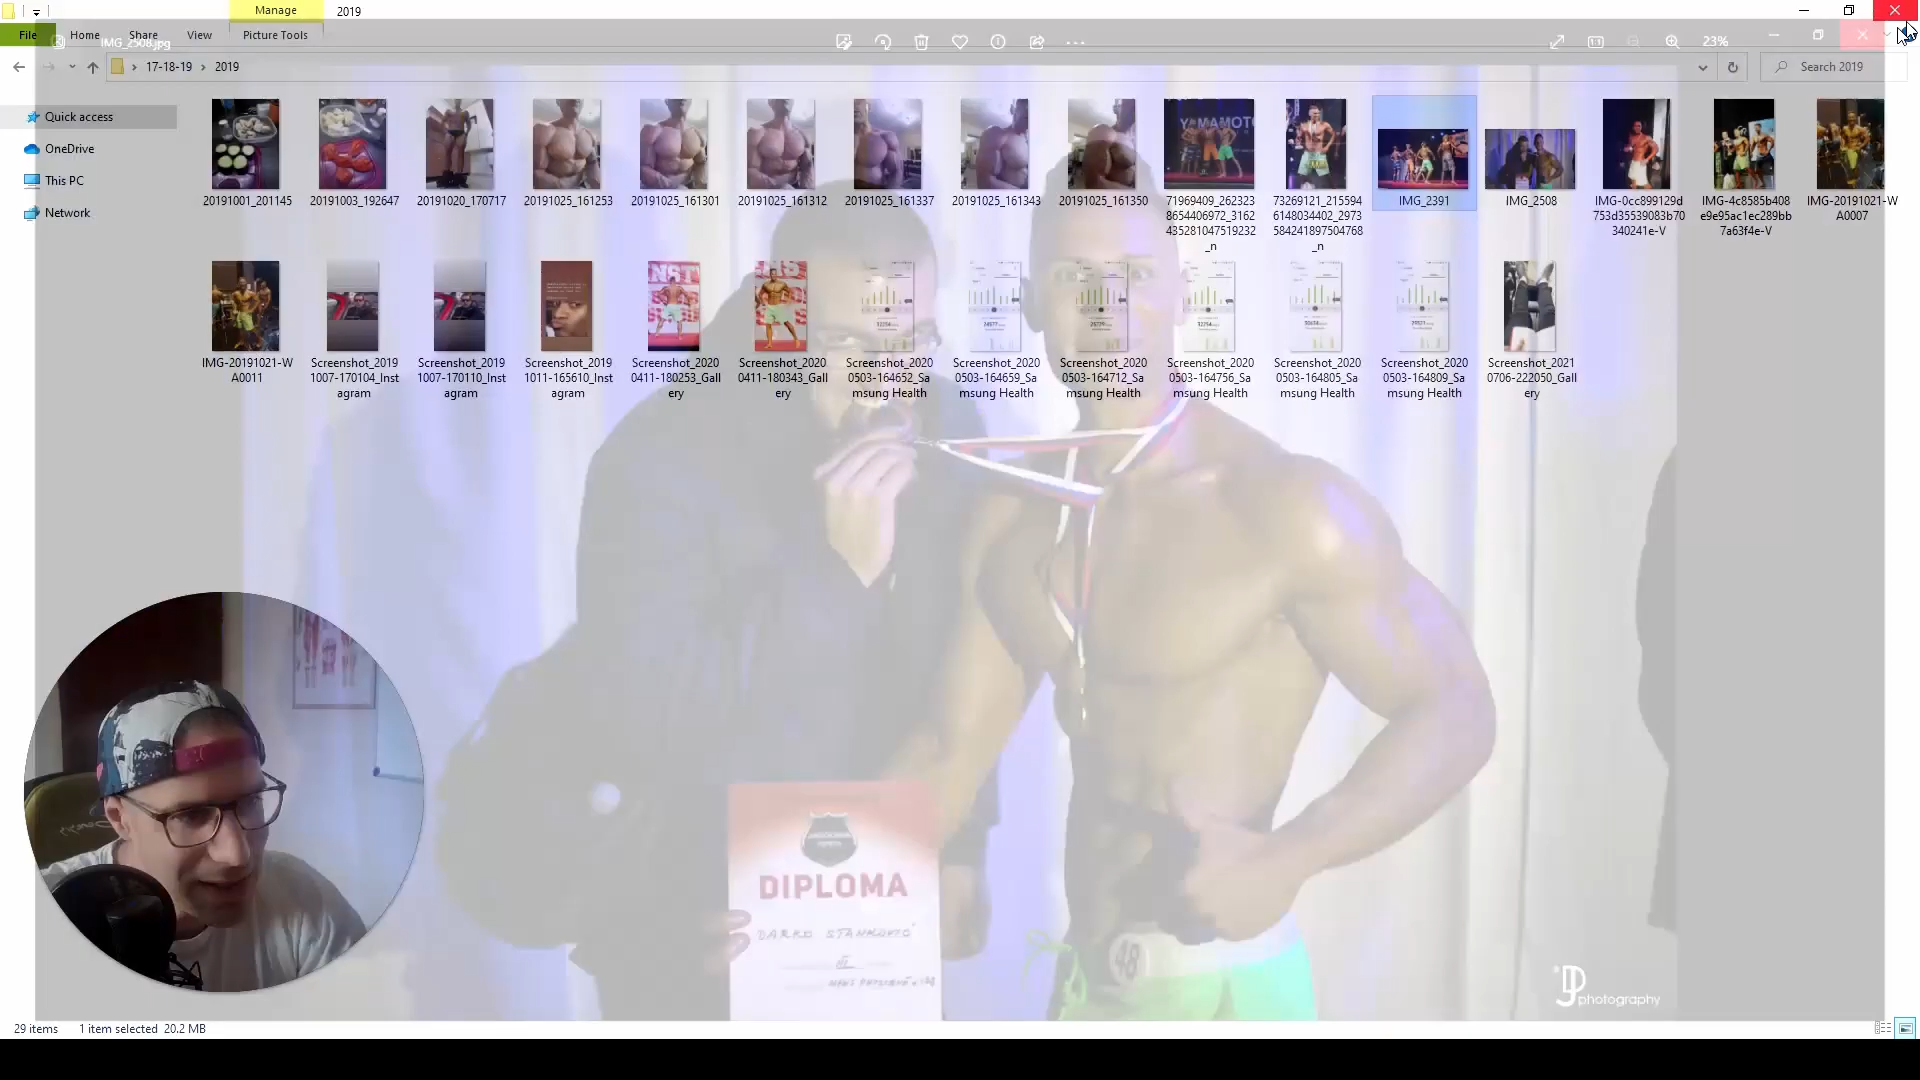 Manage
2019
File
Home
Share
View
Picture Tools
IMG_2508.jpg
23%
17-18-19
2019
Search 2019
Quick access
OneDrive
This PC
Network
20191001_201145
20191003_192647
20191020_170717
20191025_161253
20191025_161301
20191025_161312
20191025_161337
20191025_161343
20191025_161350
71969409_262323
8654406972_3162
435281047519232
_n
73269121_215594
6148034402_2973
584241897504768
_n
IMG_2391
IMG_2508
IMG-0cc899129d
753d35539083b70
340241e-V
IMG-4c8585b408
e9e95ac1ec289bb
7a63f4e-V
IMG-20191021-W
A0007
IMG-20191021-W
A0011
Screenshot_2019
1007-170104_Inst
agram
Screenshot_2019
1007-170110_Inst
agram
Screenshot_2019
1011-165610_Inst
agram
Screenshot_2020
0411-180253_Gall
ery
Screenshot_2020
0411-180343_Gall
ery
Screenshot_2020
0503-164652_Sa
msung Health
Screenshot_2020
0503-164659_Sa
msung Health
Screenshot_2020
0503-164712_Sa
msung Health
Screenshot_2020
0503-164756_Sa
msung Health
Screenshot_2020
0503-164805_Sa
msung Health
Screenshot_2020
0503-164809_Sa
msung Health
Screenshot_2021
0706-222050_Gall
ery
DIPLOMA
DARKO STANKOVIĆ
48
photography
29 items
1 item selected 20.2 MB